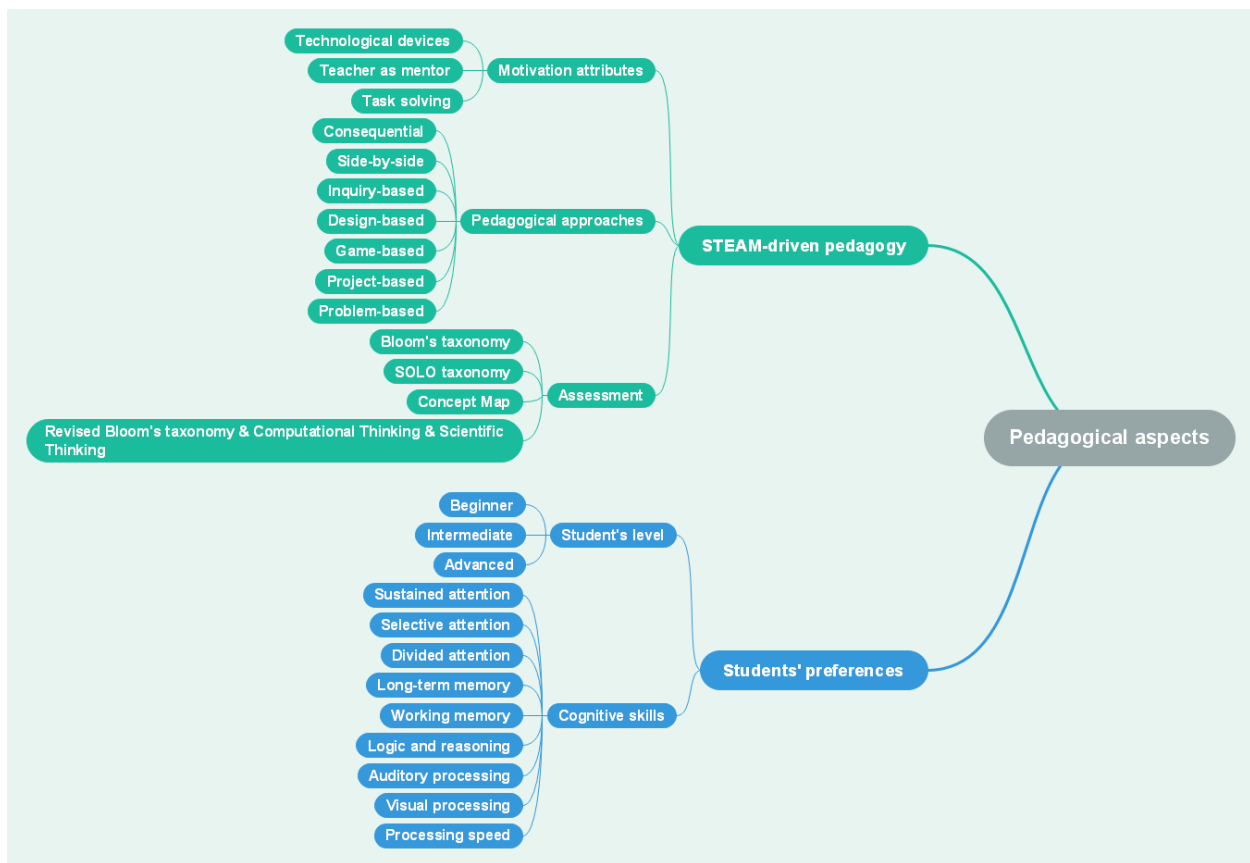 Technological devices
Teacher as mentor
Task solving
Motivation attributes
Consequential
Side-by-side
Inquiry-based
Design-based
Game-based
Project-based
Problem-based
Pedagogical approaches
STEAM-driven pedagogy
Bloom's taxonomy
SOLO taxonomy
Concept Map
Revised Bloom's taxonomy & Computational Thinking & Scientific
Thinking
Assessment
Pedagogical aspects
Beginner
Intermediate
Advanced
Student's level
Sustained attention
Selective attention
Divided attention
Long-term memory
Working memory
Logic and reasoning
Auditory processing
Visual processing
Processing speed
Cognitive skills
Students' preferences